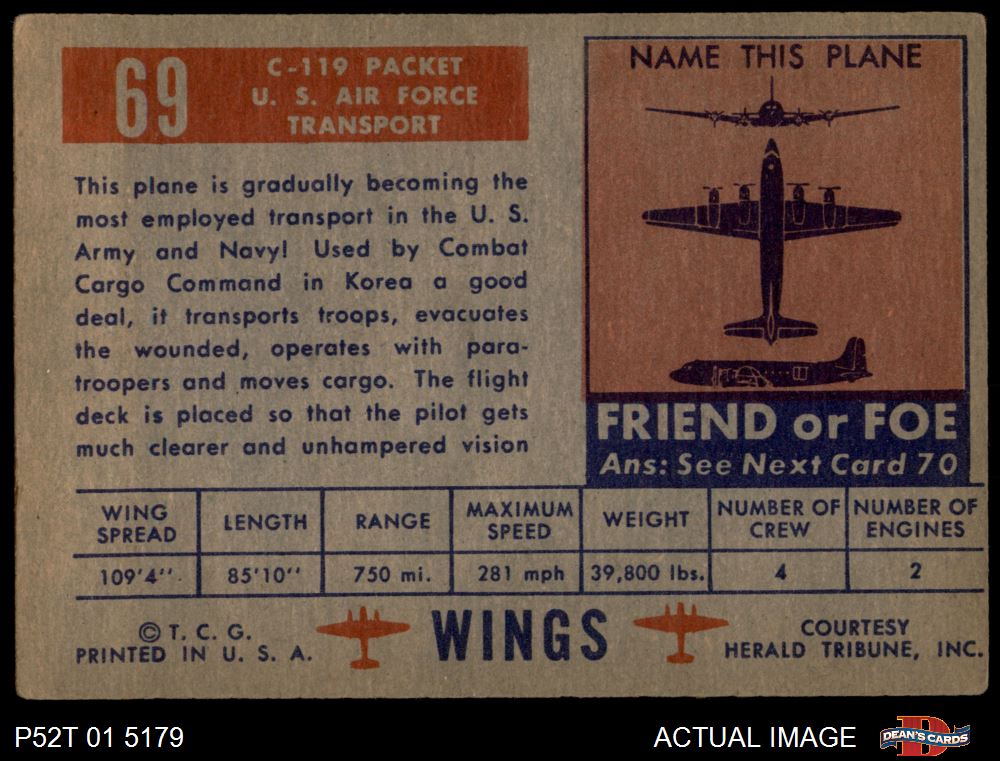 69
C-119 PACKET
U. S. AIR FORCE
TRANSPORT
This plane is gradually becoming the
most employed transport in the U. S.
Army and Navy! Used by Combat
Cargo Command in Korea a good
deal, it transports troops, evacuates
the wounded, operates with para-
troopers and moves cargo. The flight
deck is placed so that the pilot gets
much clearer and unhampered vision
NAME THIS PLANE
FRIEND or FOE
Ans: See Next Card 70
WING SPREAD
LENGTH
RANGE
MAXIMUM SPEED
WEIGHT
NUMBER OF CREW
NUMBER OF ENGINES
109'4"
85'10"
750 mi.
281 mph
39,800 lbs.
4
2
© T. C. G.
PRINTED IN U. S. A.
WINGS
COURTESY
HERALD TRIBUNE, INC.
P52T 01 5179
ACTUAL IMAGE
D
DEAN'S CARDS